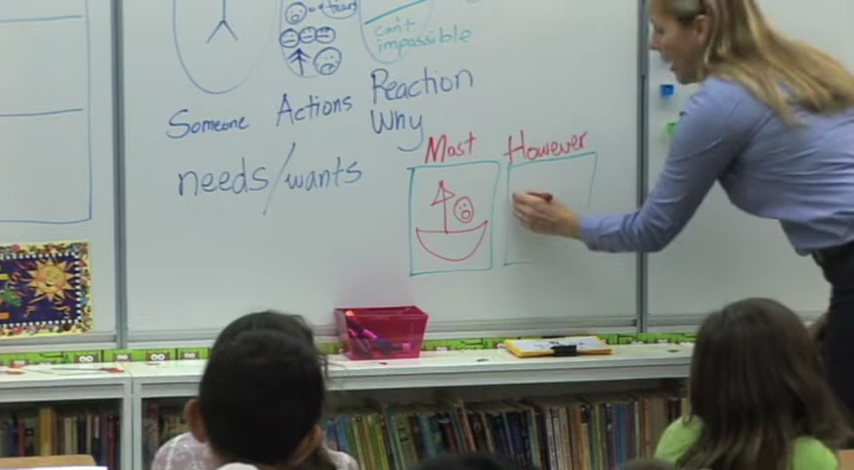 can't
impossible
Someone Actions Reaction
Why
needs/wants
Most However